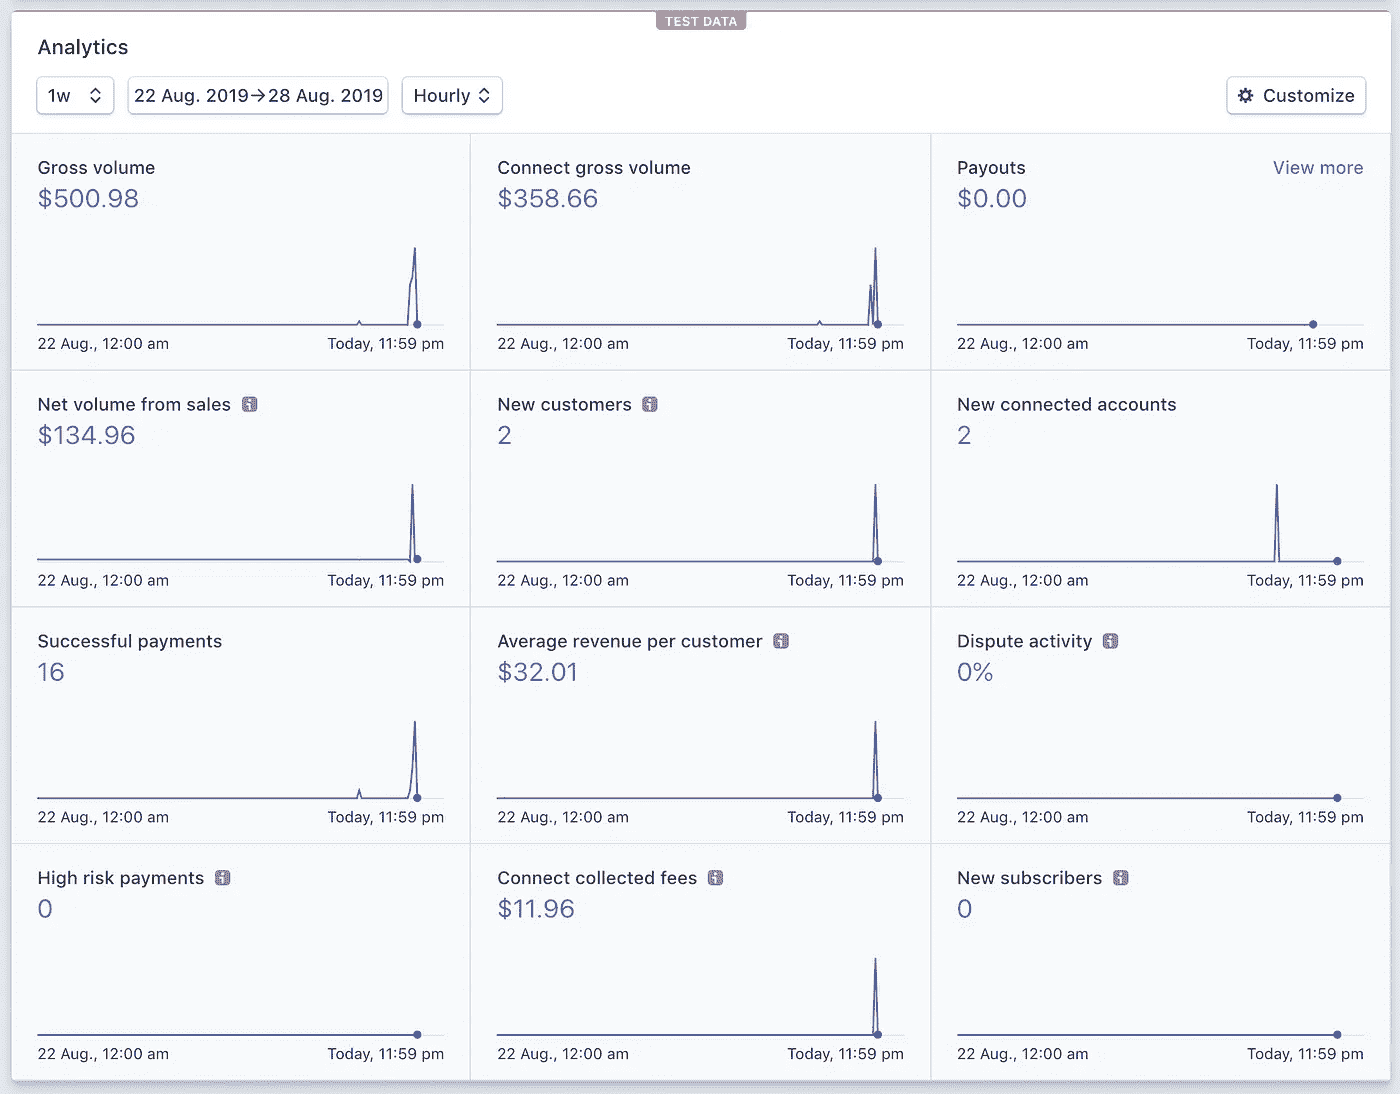 TEST DATA
Analytics
1w 22 Aug. 2019→28 Aug. 2019 Hourly Customize
Gross volume
$500.98
22 Aug., 12:00 am Today, 11:59 pm
Connect gross volume
$358.66
22 Aug., 12:00 am Today, 11:59 pm
Payouts View more
$0.00
22 Aug., 12:00 am Today, 11:59 pm
Net volume from sales
$134.96
22 Aug., 12:00 am Today, 11:59 pm
New customers
2
22 Aug., 12:00 am Today, 11:59 pm
New connected accounts
2
22 Aug., 12:00 am Today, 11:59 pm
Successful payments
16
22 Aug., 12:00 am Today, 11:59 pm
Average revenue per customer
$32.01
22 Aug., 12:00 am Today, 11:59 pm
Dispute activity
0%
22 Aug., 12:00 am Today, 11:59 pm
High risk payments
0
22 Aug., 12:00 am Today, 11:59 pm
Connect collected fees
$11.96
22 Aug., 12:00 am Today, 11:59 pm
New subscribers
0
22 Aug., 12:00 am Today, 11:59 pm